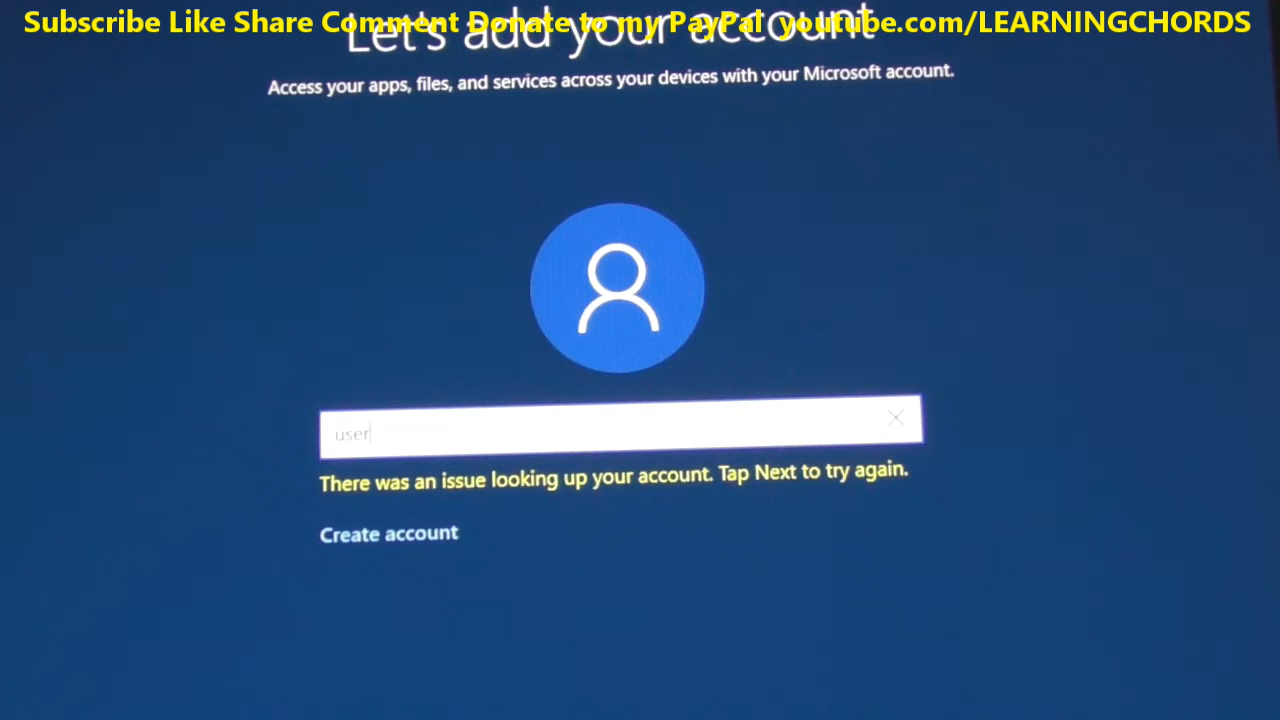 Subscribe Like Share Comment Donate to my PayPal youtube.com/LEARNINGCHORDS
Let's add your account
Access your apps, files, and services across your devices with your Microsoft account.
user
There was an issue looking up your account. Tap Next to try again.
Create account